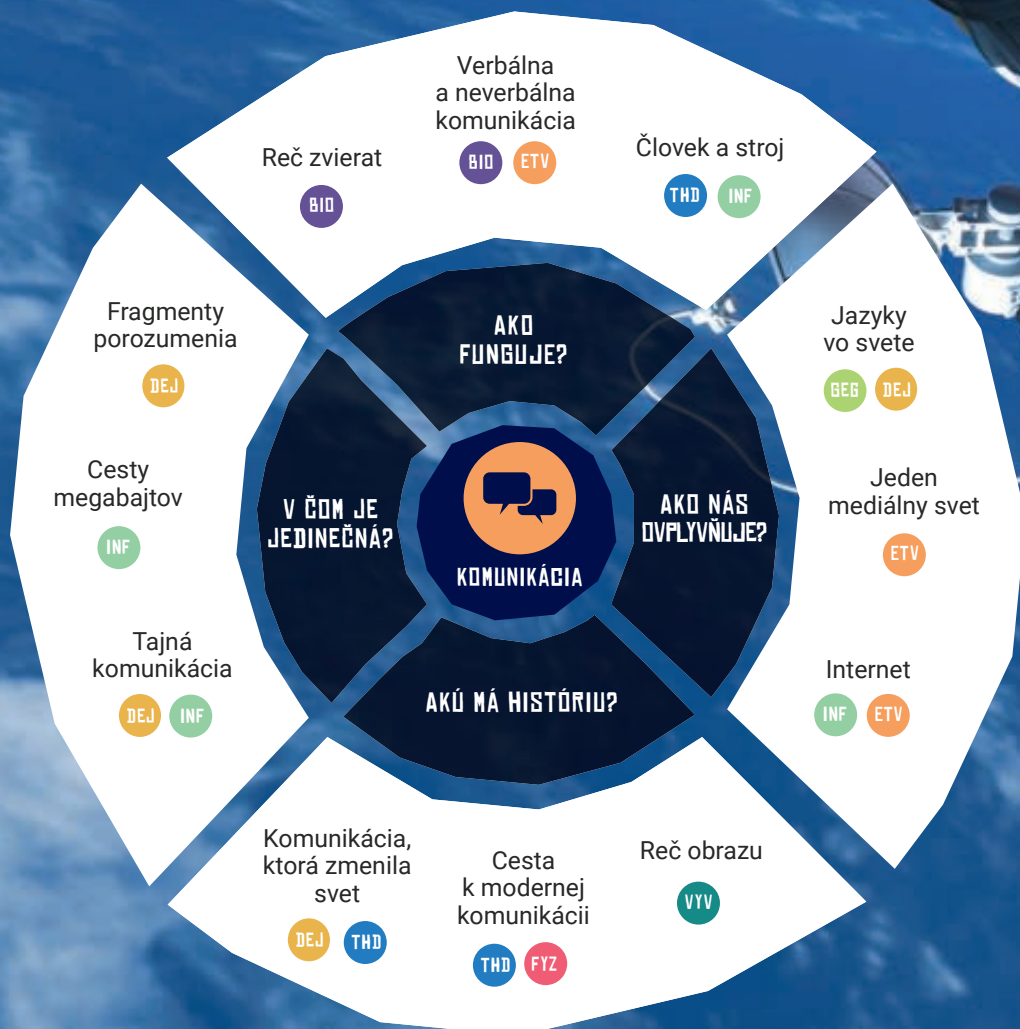 Verbálna
a neverbálna
komunikácia
BIO ETV
Reč zvierat
BIO
Človek a stroj
THD INF
Fragmenty
porozumenia
DEJ
Cesty
megabajtov
INF
Tajná
komunikácia
DEJ INF
AKO
FUNGUJE?
V ČOM JE
JEDINEČNÁ?
KOMUNIKÁCIA
AKO NÁS
OVPLYVŇUJE?
AKÚ MÁ HISTÓRIU?
Jazyky
vo svete
GEG DEJ
Jeden
mediálny svet
ETV
Internet
INF ETV
Komunikácia,
ktorá zmenila
svet
DEJ THD
Cesta
k modernej
komunikácii
THD FYZ
Reč obrazu
VYV